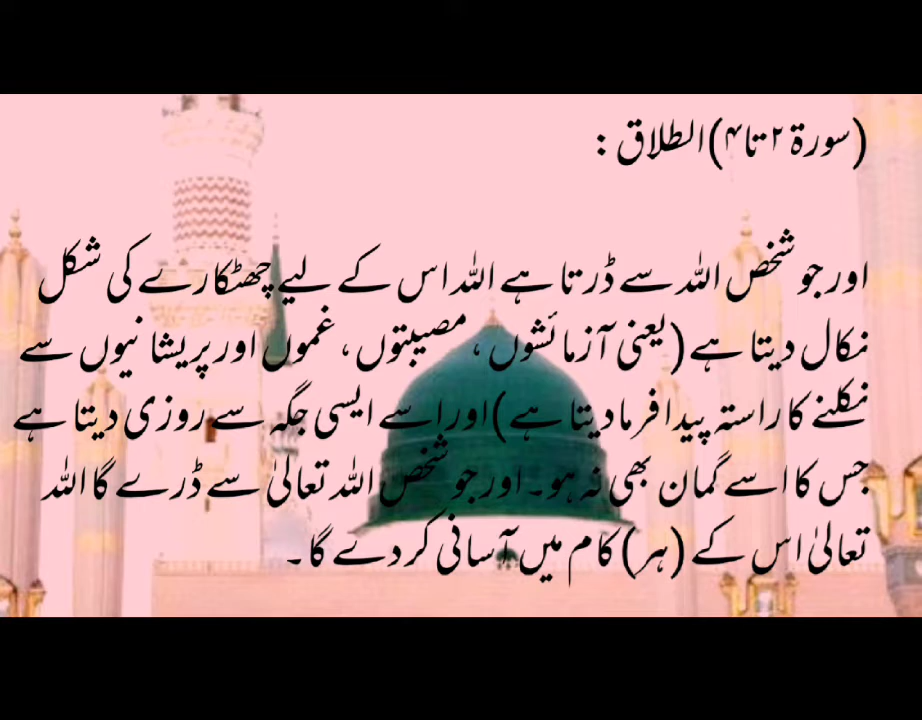 (سورۃ ۲ تا ۴) الطلاق :
اور جو شخص اللہ سے ڈرتا ہے اللہ اس کے لیے چھٹکارے کی شکل
نکال دیتا ہے (یعنی آزمائشوں، مصیبتوں، غموں اور پریشانیوں سے
نکلنے کا راستہ پیدا فرما دیتا ہے) اور اسے ایسی جگہ سے روزی دیتا ہے
جس کا اسے گمان بھی نہ ہو۔ اور جو شخص اللہ تعالیٰ سے ڈرے گا اللہ
تعالیٰ اس کے (ہر) کام میں آسانی کر دے گا۔